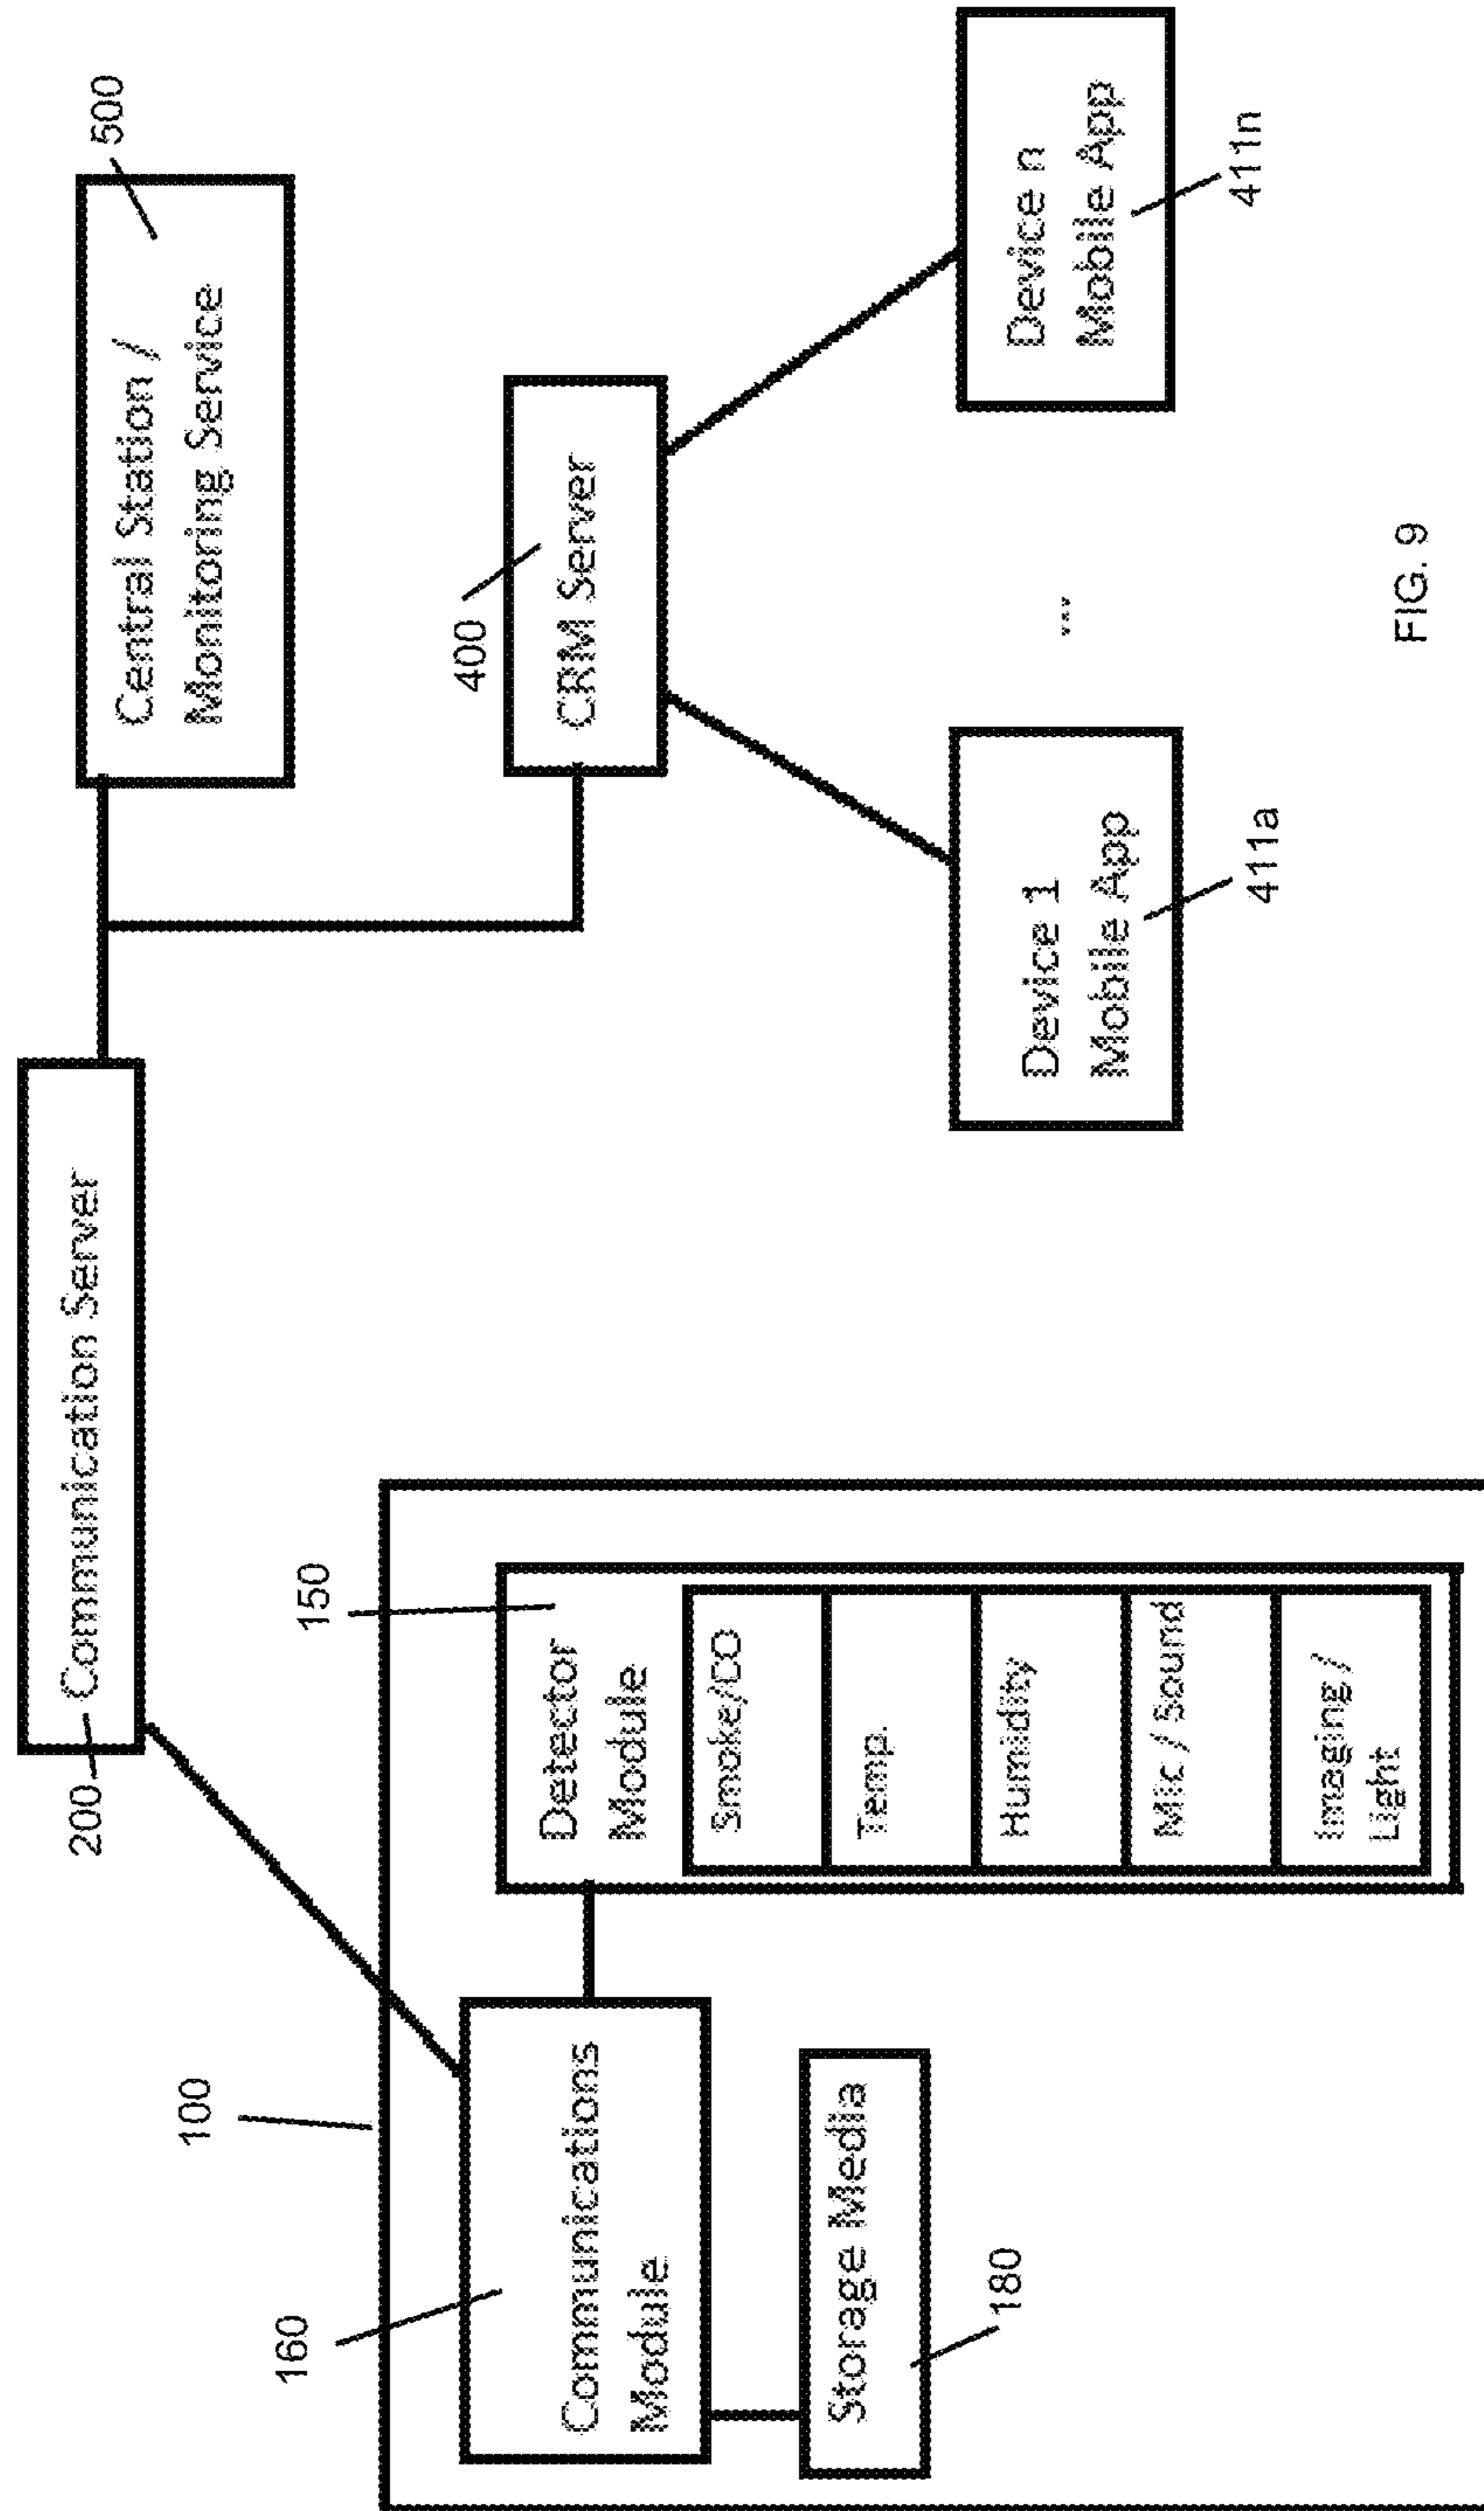 200
Communication Server
500
Central Station /
Monitoring Service
100
160
Communications
Module
180
Storage Media
150
Detector
Module
Smoke/CO
Temp.
Humidity
Mic / Sound
Imaging /
Light
400
CRM Server
Device 1
Mobile App
411a
...
Device n
Mobile App
411n
FIG. 9